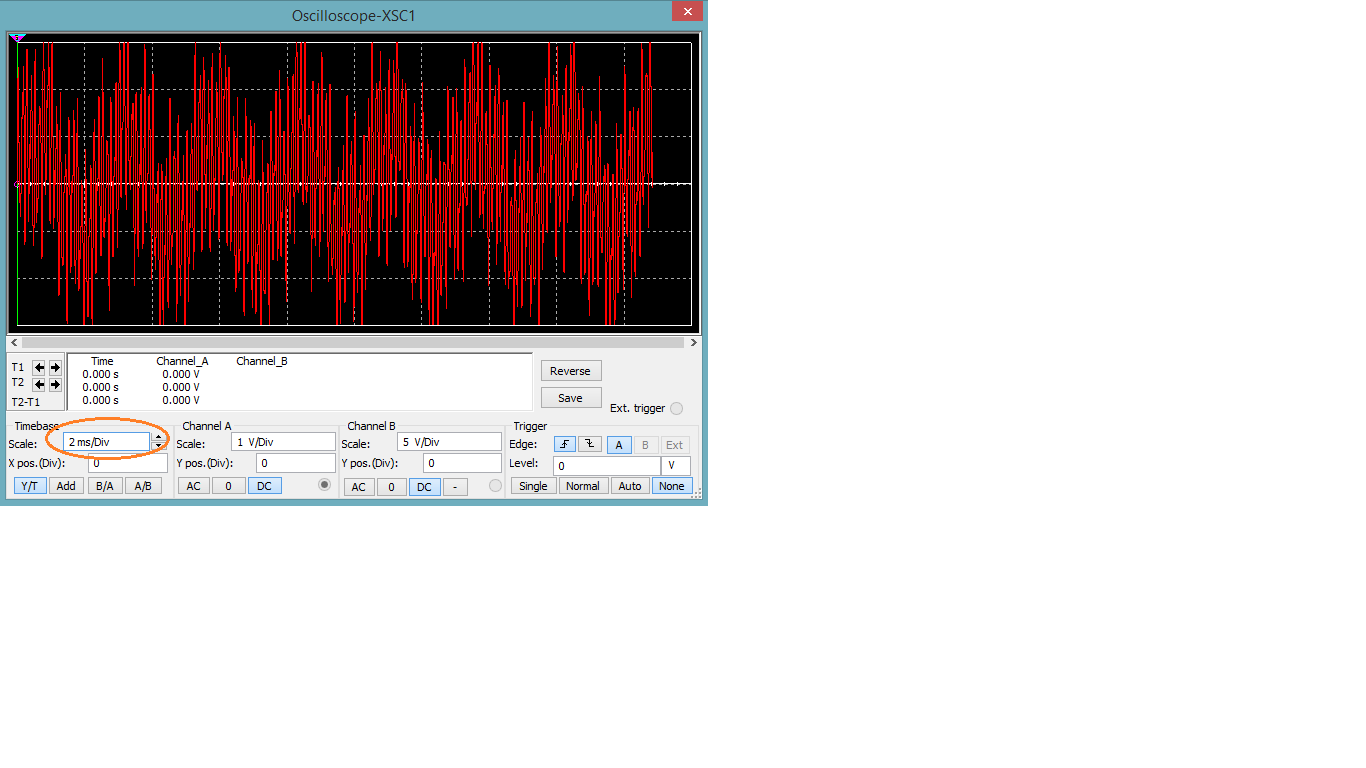 Oscilloscope-XSC1
T1
T2
T2-T1
Time Channel_A Channel_B
0.000 s 0.000 V
0.000 s 0.000 V
0.000 s 0.000 V
Reverse
Save
Ext. trigger
Timebase
Scale: 2 ms/Div
X pos.(Div): 0
Y/T Add B/A A/B
Channel A
Scale: 1 V/Div
Y pos.(Div): 0
AC 0 DC
Channel B
Scale: 5 V/Div
Y pos.(Div): 0
AC 0 DC -
Trigger
Edge: A B Ext
Level: 0 V
Single Normal Auto None